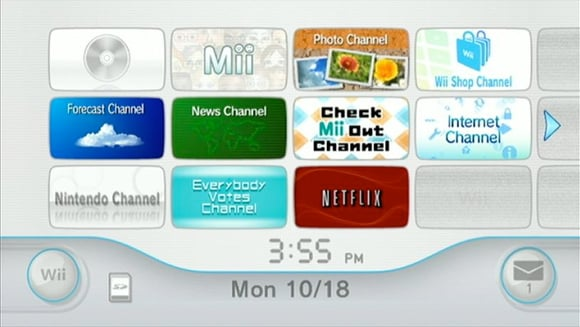 Mii
Photo Channel
Wii
Wii Shop Channel
Forecast Channel
News Channel
Check
Mii Out
Channel
Internet
Channel
Nintendo Channel
Everybody
Votes
Channel
NETFLIX
Wii
3:55 PM
Wii
SD
Mon 10/18
1